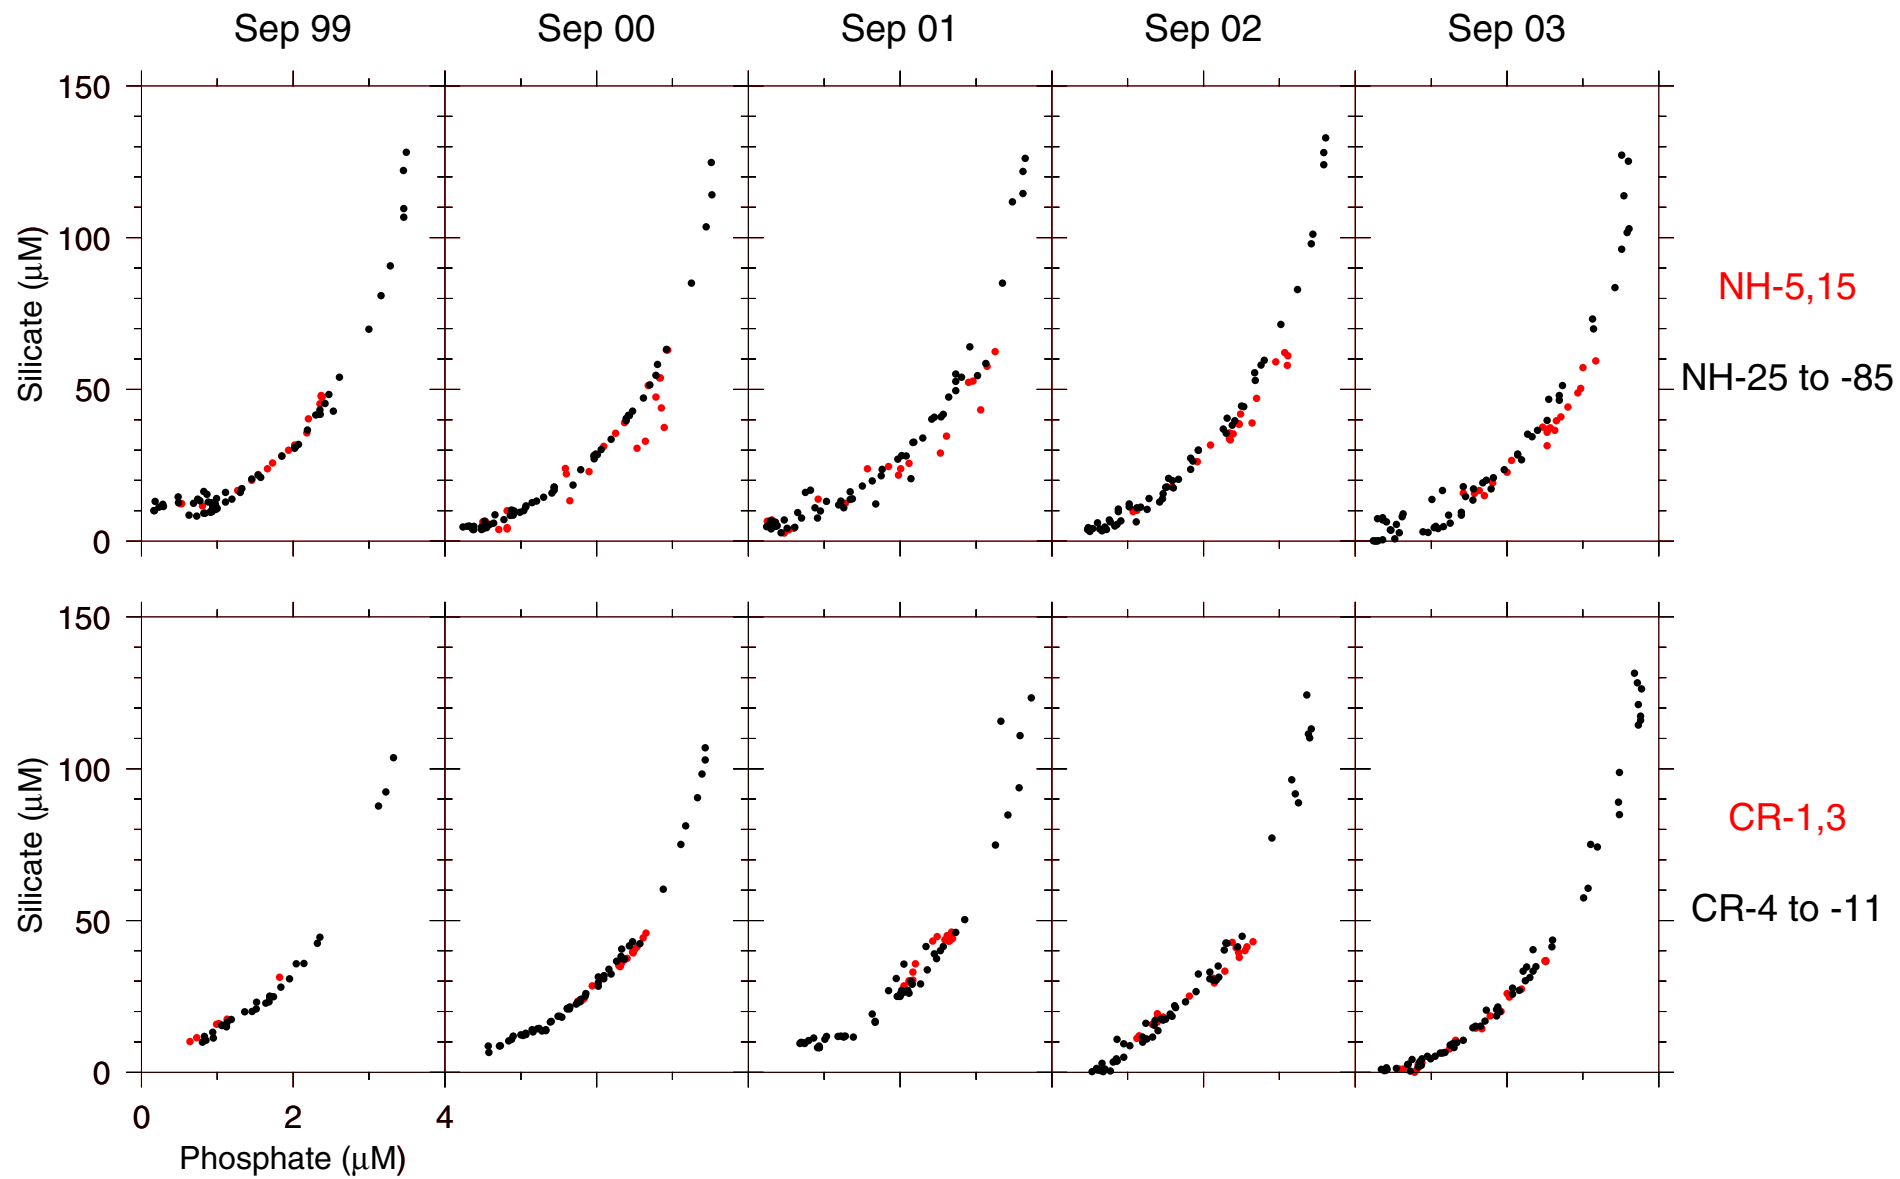 Sep 99 Sep 00 Sep 01 Sep 02 Sep 03
150
100
50
0
Silicate (μM)
NH-5,15
NH-25 to -85
150
100
50
0
Silicate (μM)
CR-1,3
CR-4 to -11
0 2 4
Phosphate (μM)